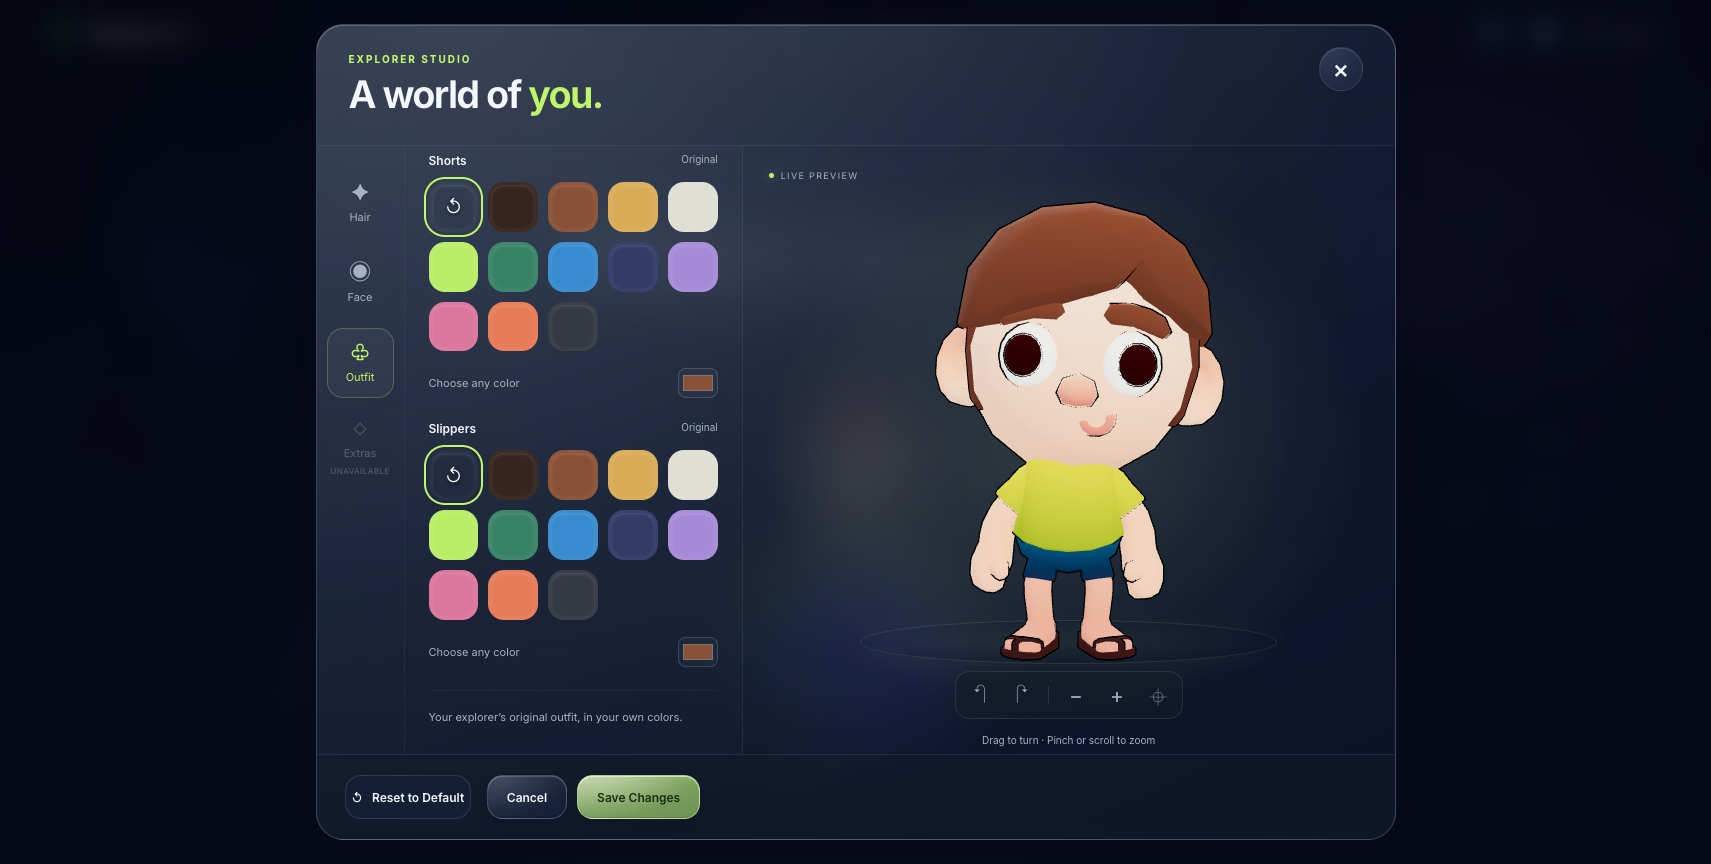 EXPLORER STUDIO
A world of you.
Hair
Face
Outfit
Extras
UNAVAILABLE
Shorts
Original
Choose any color
Slippers
Original
Choose any color
Your explorer's original outfit, in your own colors.
LIVE PREVIEW
Drag to turn · Pinch or scroll to zoom
Reset to Default
Cancel
Save Changes